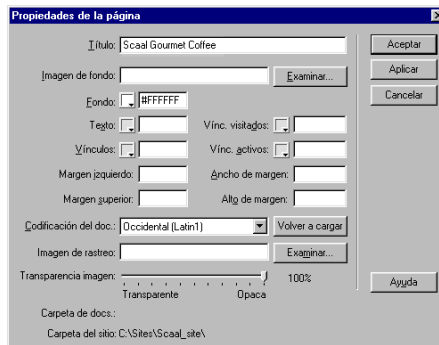 Propiedades de la página
Título: Scaal Gourmet Coffee
Aceptar
Imagen de fondo:
Examinar...
Aplicar
Fondo: #FFFFFF
Cancelar
Texto:
Vínc. visitados:
Vínculos:
Vínc. activos:
Margen izquierdo:
Ancho de margen:
Margen superior:
Alto de margen:
Codificación del doc.: Occidental (Latin1)
Volver a cargar
Imagen de rastreo:
Examinar...
Transparencia imagen:
100%
Transparente
Opaca
Ayuda
Carpeta de docs.:
Carpeta del sitio: C:\Sites\Scaal_site\